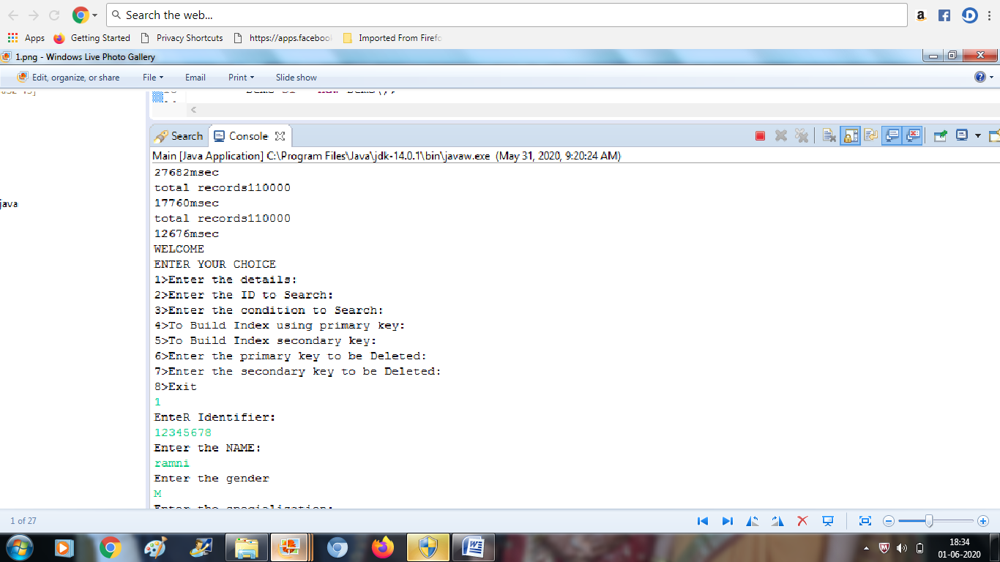 Search the web...
Apps Getting Started Privacy Shortcuts https://apps.facebool Imported From Firefo
1.png - Windows Live Photo Gallery
Edit, organize, or share File Email Print Slide show
Search Console
Main [Java Application] C:\Program Files\Java\jdk-14.0.1\bin\javaw.exe (May 31, 2020, 9:20:24 AM)
27682msec
total records110000
17760msec
total records110000
java
12676msec
WELCOME
ENTER YOUR CHOICE
1>Enter the details:
2>Enter the ID to Search:
3>Enter the condition to Search:
4>To Build Index using primary key:
5>To Build Index secondary key:
6>Enter the primary key to be Deleted:
7>Enter the secondary key to be Deleted:
8>Exit
1
EnteR Identifier:
12345678
Enter the NAME:
ramni
Enter the gender
M
Enter the specialization:
1 of 27
18:34
01-06-2020